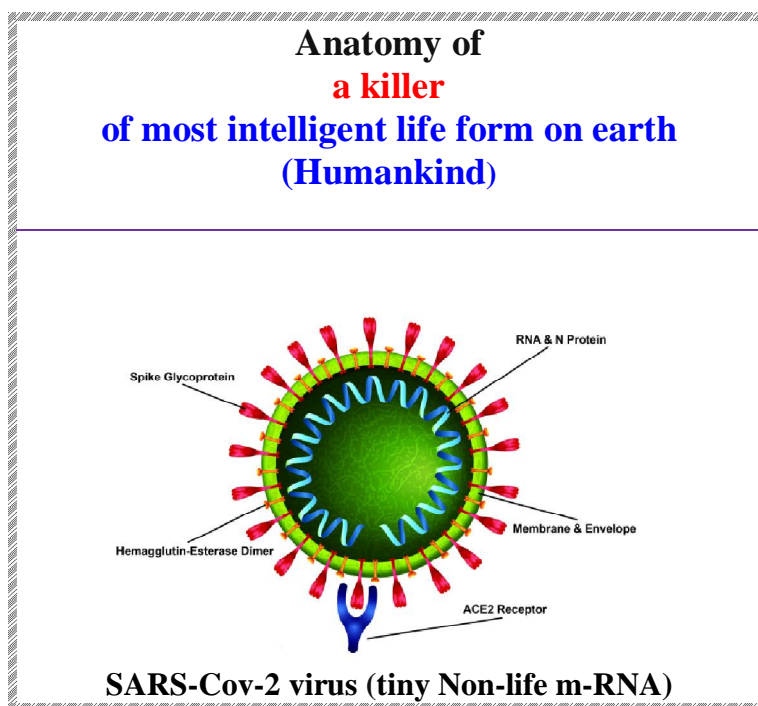 Anatomy of
a killer
of most intelligent life form on earth
(Humankind)
RNA & N Protein
Spike Glycoprotein
Membrane & Envelope
Hemagglutin-Esterase Dimer
ACE2 Receptor
SARS-Cov-2 virus (tiny Non-life m-RNA)